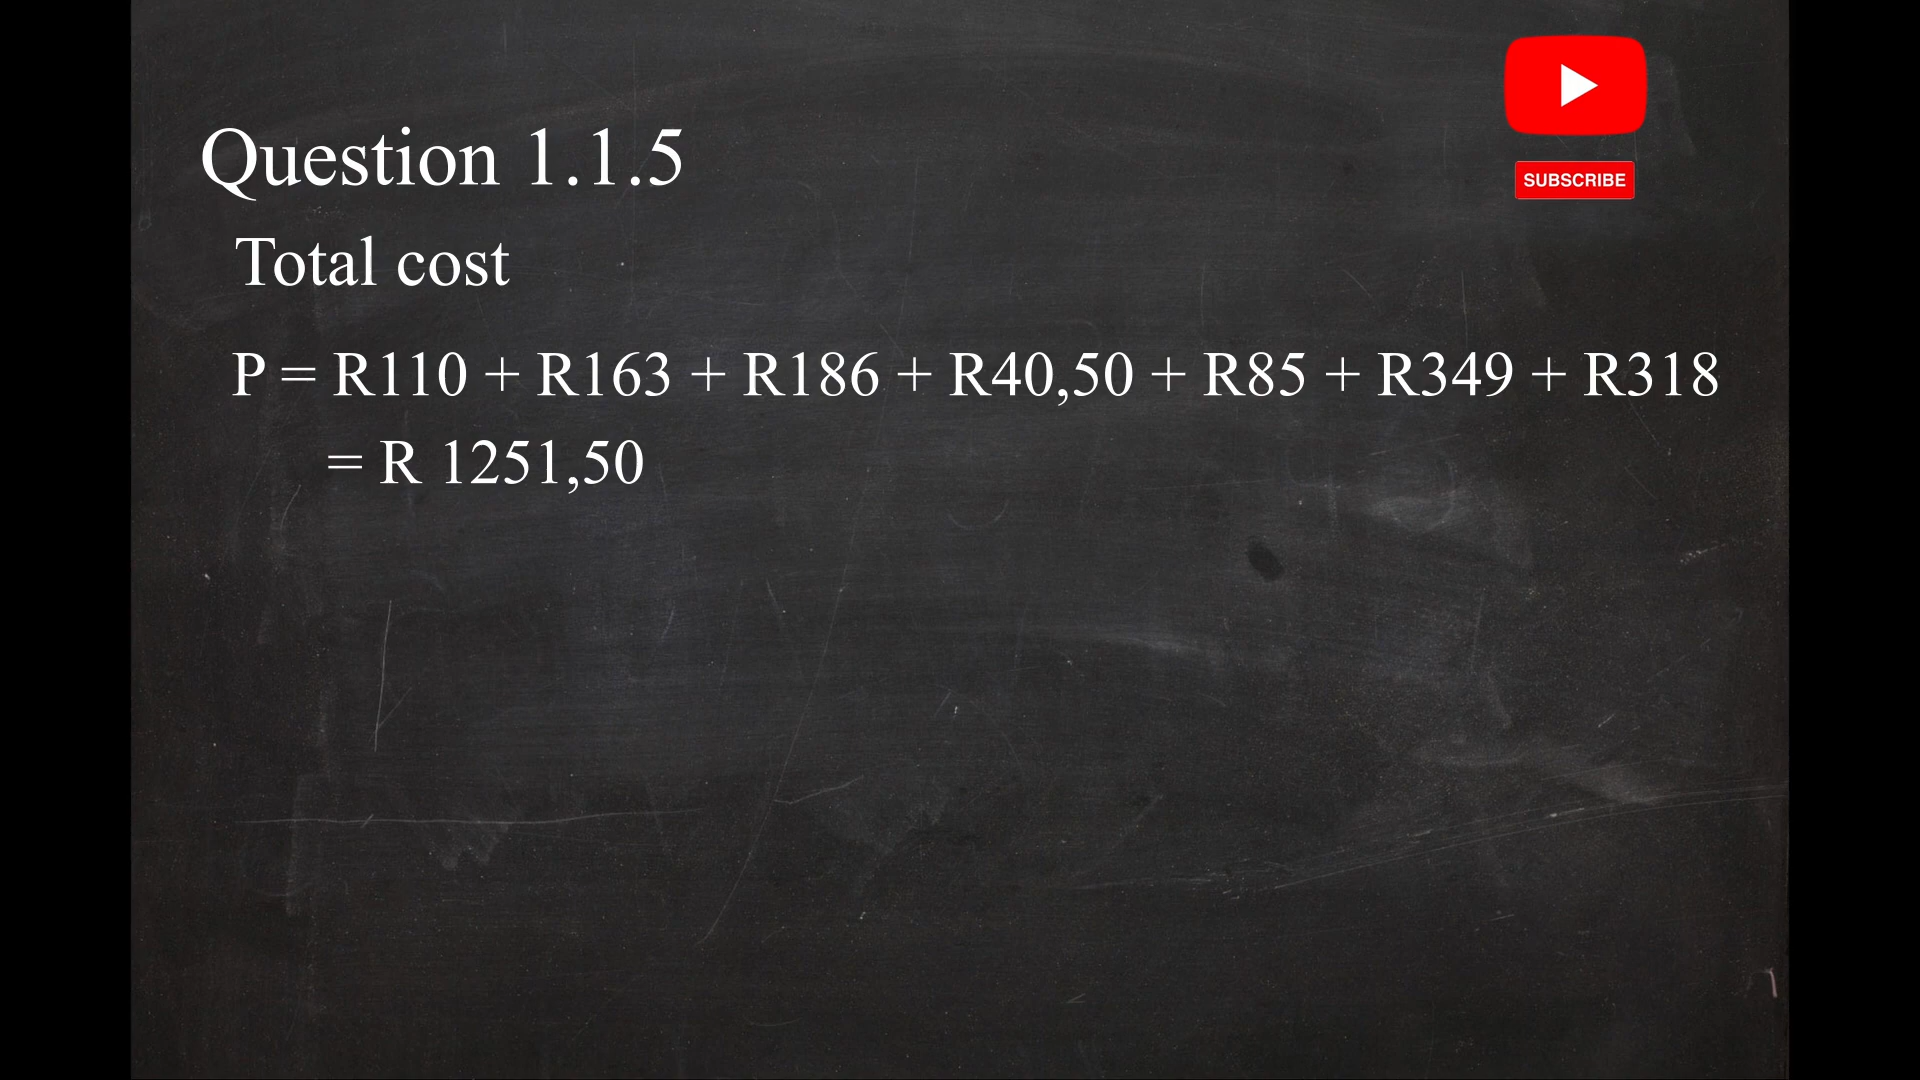 SUBSCRIBE
Question 1.1.5
Total cost
P = R110 + R163 + R186 + R40,50 + R85 + R349 + R318
= R 1251,50